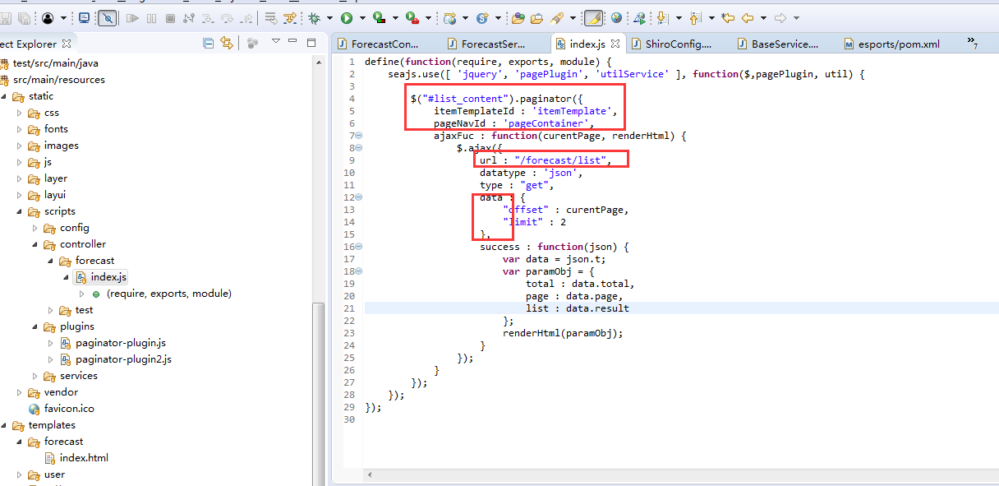 ect Explorer
test/src/main/java
src/main/resources
static
css
fonts
images
js
layer
layui
scripts
config
controller
forecast
index.js
(require, exports, module)
test
plugins
paginator-plugin.js
paginator-plugin2.js
services
vendor
favicon.ico
templates
forecast
index.html
user
ForecastCon... ForecastSer... index.js ShiroConfig.... BaseService.... esports/pom.xml »7
1 define(function(require, exports, module) {
2 seajs.use([ 'jquery', 'pagePlugin', 'utilService' ], function($,pagePlugin, util) {
3
4 $("#list_content").paginator({
5 itemTemplateId : 'itemTemplate',
6 pageNavId : 'pageContainer',
7 ajaxFuc : function(curentPage, renderHtml) {
8 $.ajax({
9 url : "/forecast/list",
10 datatype : 'json',
11 type : "get",
12 data : {
13 "offset" : curentPage,
14 "limit" : 2
15 },
16 success : function(json) {
17 var data = json.t;
18 var paramObj = {
19 total : data.total,
20 page : data.page,
21 list : data.result
22 };
23 renderHtml(paramObj);
24 }
25 });
26 }
27 });
28 });
29 });
30